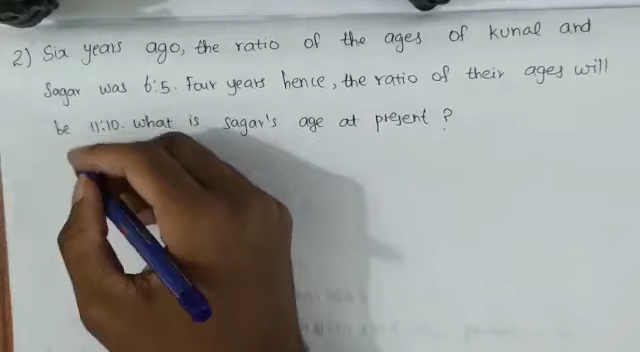 2) Six years ago, the ratio of the ages of kunal and
Sagar was 6:5. Four years hence, the ratio of their ages will
be 11:10. what is sagar's age at present ?